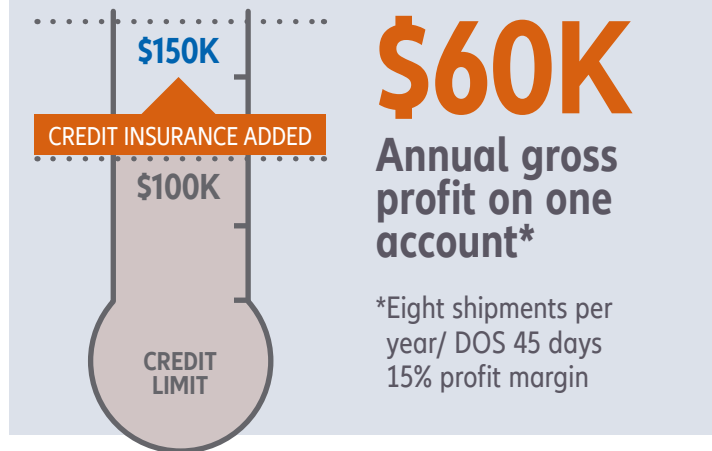 $150K
CREDIT INSURANCE ADDED
$100K
CREDIT
LIMIT
$60K
Annual gross
profit on one
account*
*Eight shipments per
year/ DOS 45 days
15% profit margin